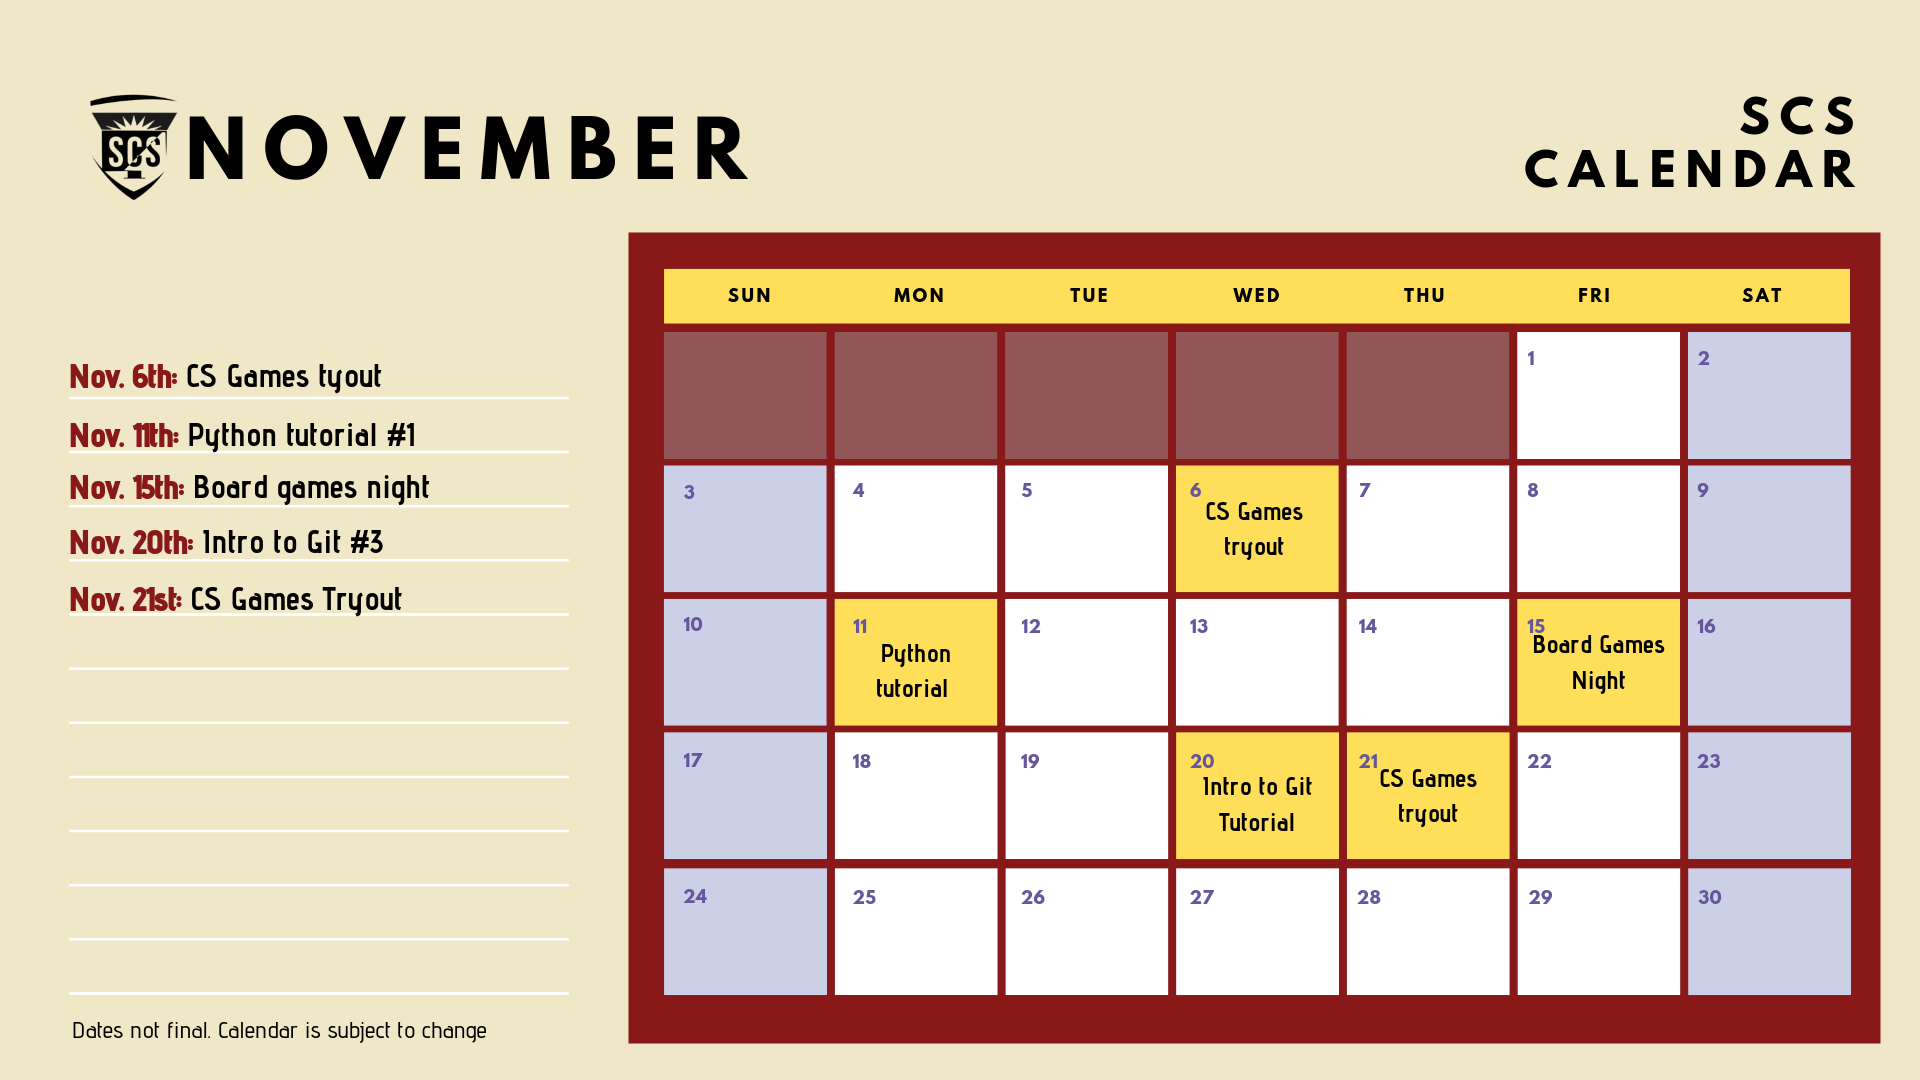 SCS
NOVEMBER
SCS
CALENDAR
Nov. 6th: CS Games tyout
Nov. 11th: Python tutorial #1
Nov. 15th: Board games night
Nov. 20th: Intro to Git #3
Nov. 21st: CS Games Tryout
Dates not final. Calendar is subject to change
SUN MON TUE WED THU FRI SAT
1 2
3 4 5 6 7 8 9
CS Games
tryout
10 11 12 13 14 15 16
Python
tutorial
Board Games
Night
17 18 19 20 21 22 23
Intro to Git
Tutorial
CS Games
tryout
24 25 26 27 28 29 30